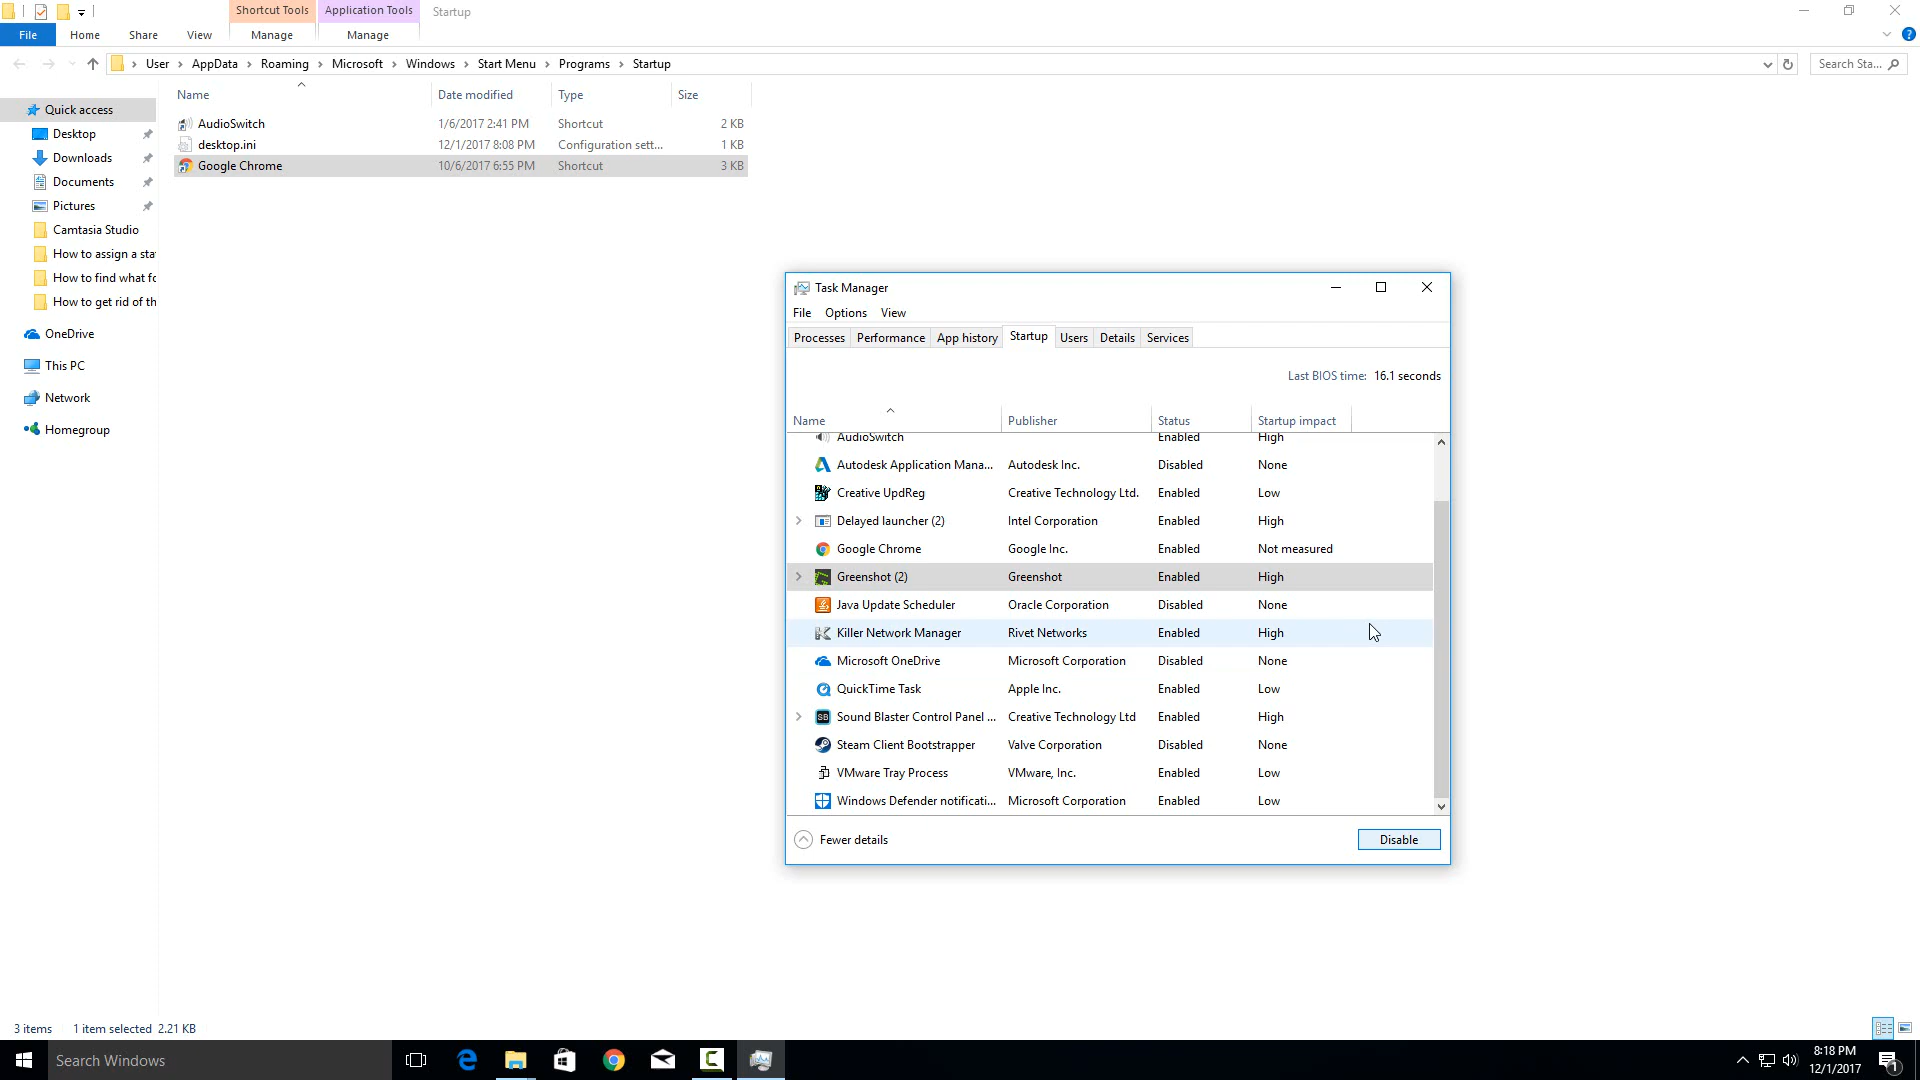 Shortcut Tools Application Tools Startup
File Home Share View Manage Manage
User AppData Roaming Microsoft Windows Start Menu Programs Startup Search Sta...
Name Date modified Type Size
Quick access
Desktop
Downloads
Documents
Pictures
Camtasia Studio
How to assign a sta
How to find what fo
How to get rid of th
OneDrive
This PC
Network
Homegroup
AudioSwitch 1/6/2017 2:41 PM Shortcut 2 KB
desktop.ini 12/1/2017 8:08 PM Configuration sett... 1 KB
Google Chrome 10/6/2017 6:55 PM Shortcut 3 KB
Task Manager
File Options View
Processes Performance App history Startup Users Details Services
Last BIOS time: 16.1 seconds
Name Publisher Status Startup impact
AudioSwitch Enabled High
Autodesk Application Mana... Autodesk Inc. Disabled None
Creative UpdReg Creative Technology Ltd. Enabled Low
Delayed launcher (2) Intel Corporation Enabled High
Google Chrome Google Inc. Enabled Not measured
Greenshot (2) Greenshot Enabled High
Java Update Scheduler Oracle Corporation Disabled None
Killer Network Manager Rivet Networks Enabled High
Microsoft OneDrive Microsoft Corporation Disabled None
QuickTime Task Apple Inc. Enabled Low
Sound Blaster Control Panel ... Creative Technology Ltd Enabled High
Steam Client Bootstrapper Valve Corporation Disabled None
VMware Tray Process VMware, Inc. Enabled Low
Windows Defender notificati... Microsoft Corporation Enabled Low
Fewer details Disable
3 items 1 item selected 2.21 KB
Search Windows
8:18 PM
12/1/2017
1